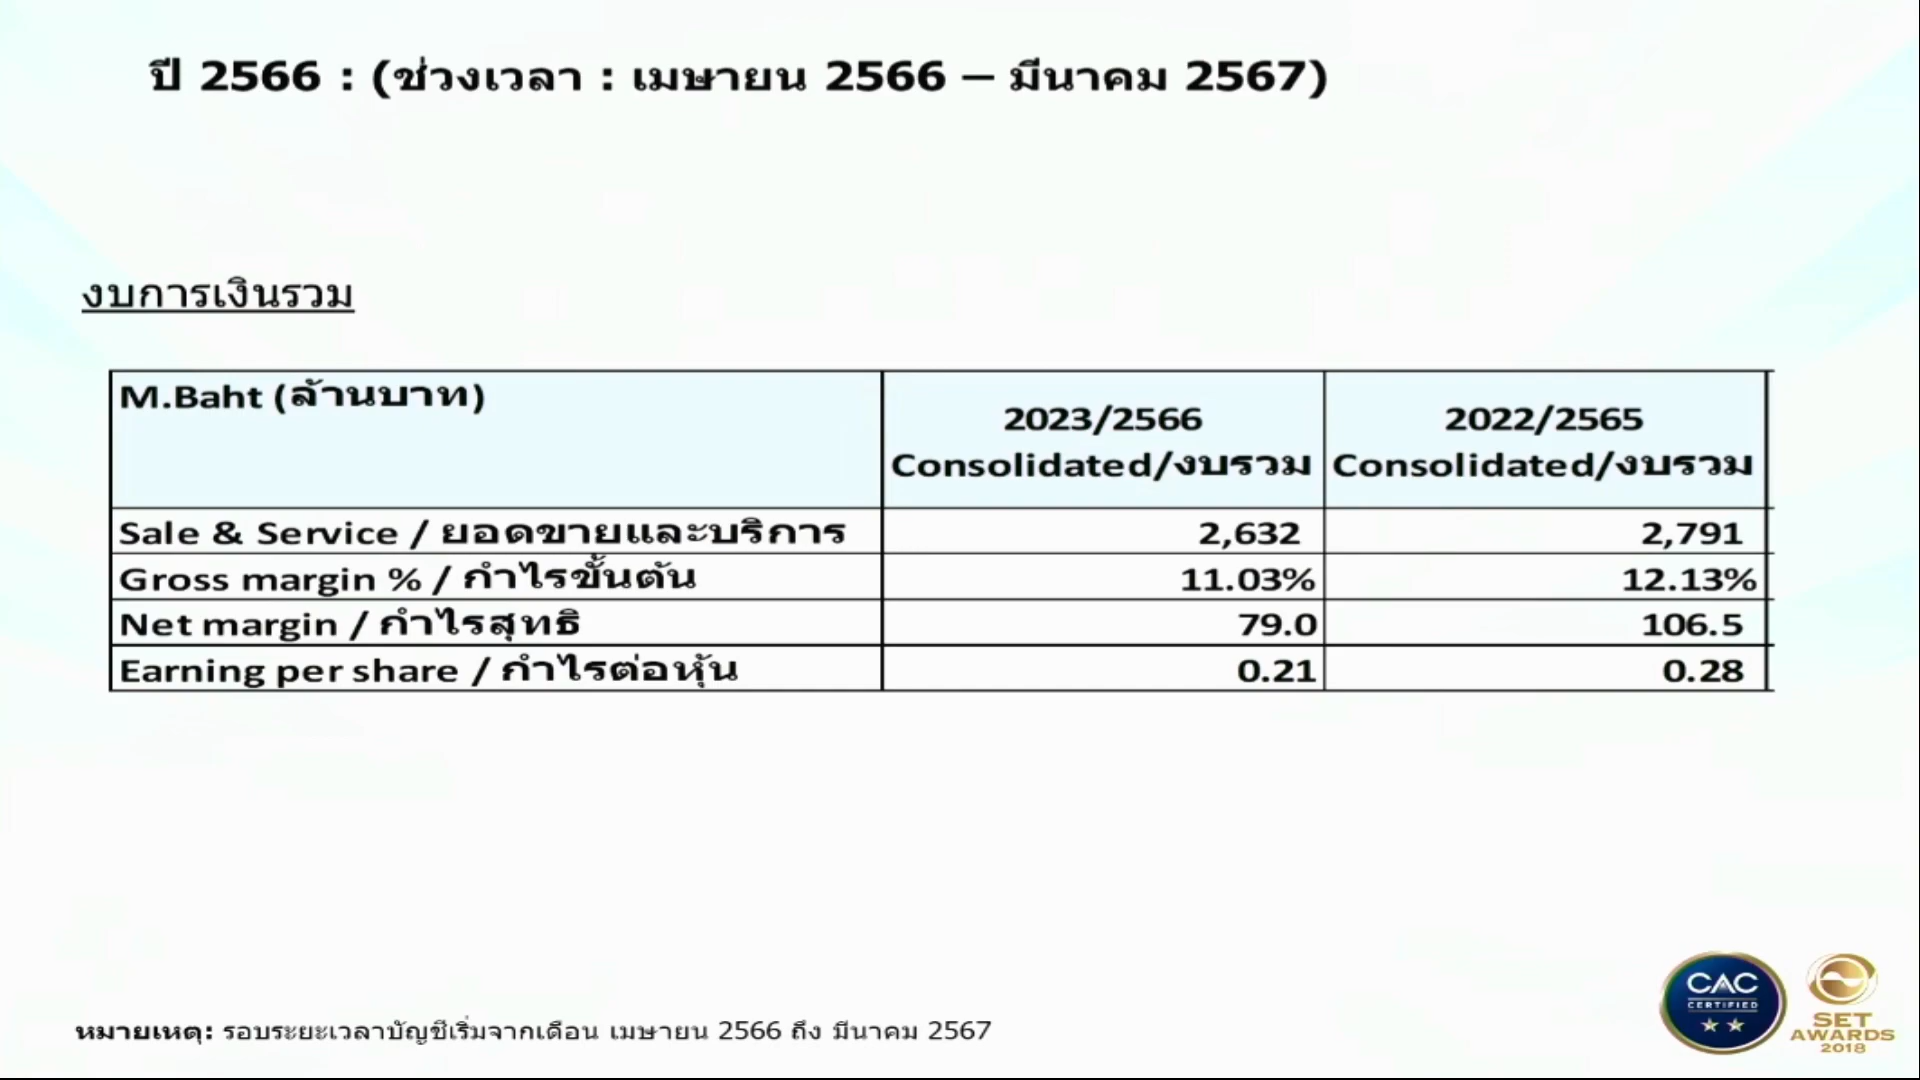 ปี 2566 : (ช่วงเวลา : เมษายน 2566 – มีนาคม 2567)
งบการเงินรวม
M.Baht (ล้านบาท)
2023/2566
Consolidated/งบรวม
2022/2565
Consolidated/งบรวม
Sale & Service / ยอดขายและบริการ 2,632 2,791
Gross margin % / กำไรขั้นต้น 11.03% 12.13%
Net margin / กำไรสุทธิ 79.0 106.5
Earning per share / กำไรต่อหุ้น 0.21 0.28
หมายเหตุ: รอบระยะเวลาบัญชีเริ่มจากเดือน เมษายน 2566 ถึง มีนาคม 2567
CAC
CERTIFIED
SET
AWARDS
2018